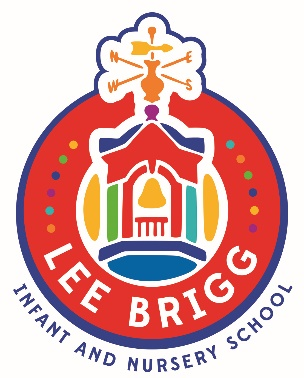 N E
W S
LEE BRIGG
INFANT AND NURSERY SCHOOL